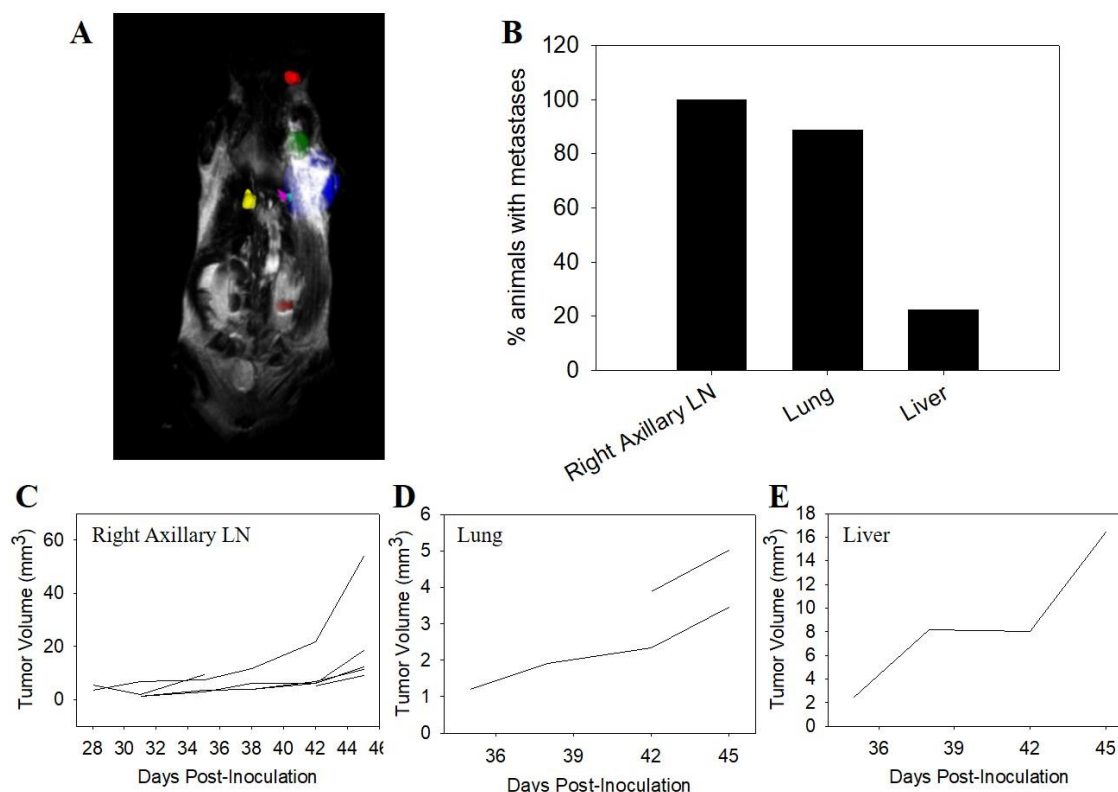 A
B
120
100
80
60
40
20
0
% animals with metastases
Right Axillary LN
Lung
Liver
C
Right Axillary LN
60
40
20
0
Tumor Volume (mm³)
28 30 32 34 36 38 40 42 44 46
Days Post-Inoculation
D
Lung
6
5
4
3
2
1
0
Tumor Volume (mm³)
36 39 42 45
Days Post-Inoculation
E
Liver
18
16
14
12
10
8
6
4
2
0
Tumor Volume (mm³)
36 39 42 45
Days Post-Inoculation